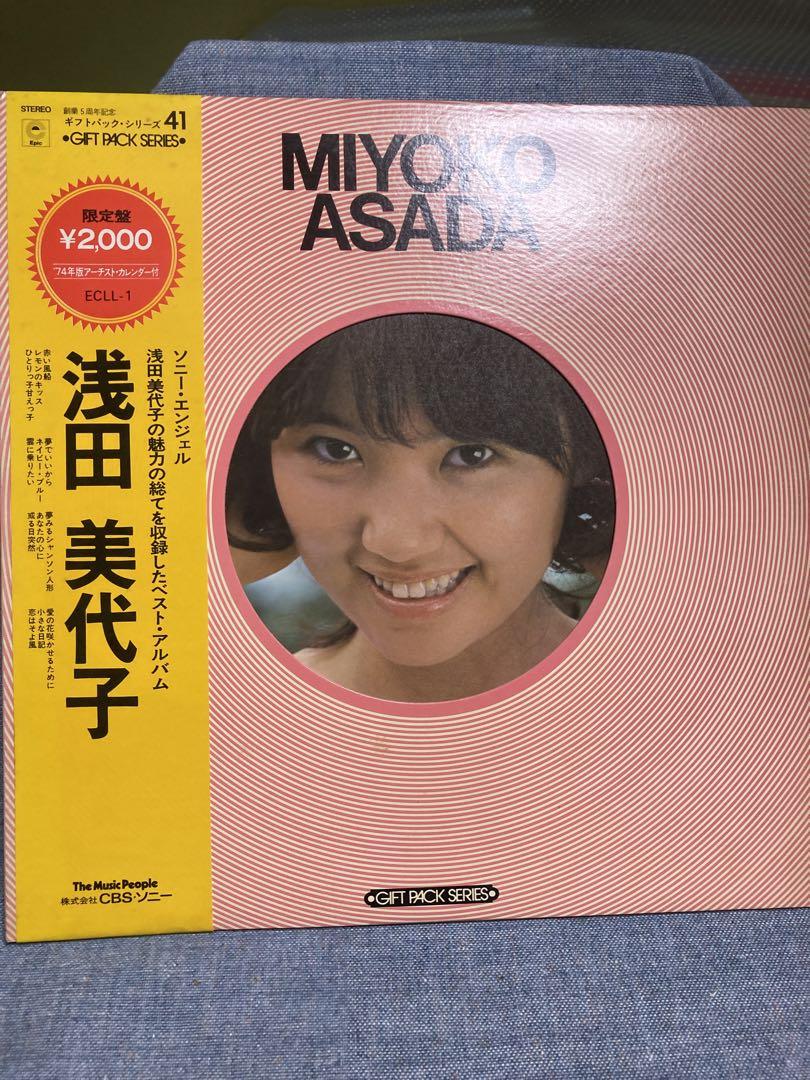 STEREO
Epic
創業5周年記念
ギフトパック・シリーズ 41
•GIFT PACK SERIES•
限定盤
¥2,000
'74年版アーチスト・カレンダー付
ECLL-1
MIYOKO
ASADA
ソニー・エンジェル
浅田美代子の魅力の総てを収録したベスト・アルバム
浅田 美代子
赤い風船
レモンのキッス
ひとりっ子甘えっ子
夢でいいから
ネイビー・ブルー
雲に乗りたい
夢みるシャンソン人形
あなたの心に
或る日突然
愛の花咲かせるために
小さな日記
恋はそよ風
The Music People
株式会社 CBS・ソニー
•GIFT PACK SERIES•